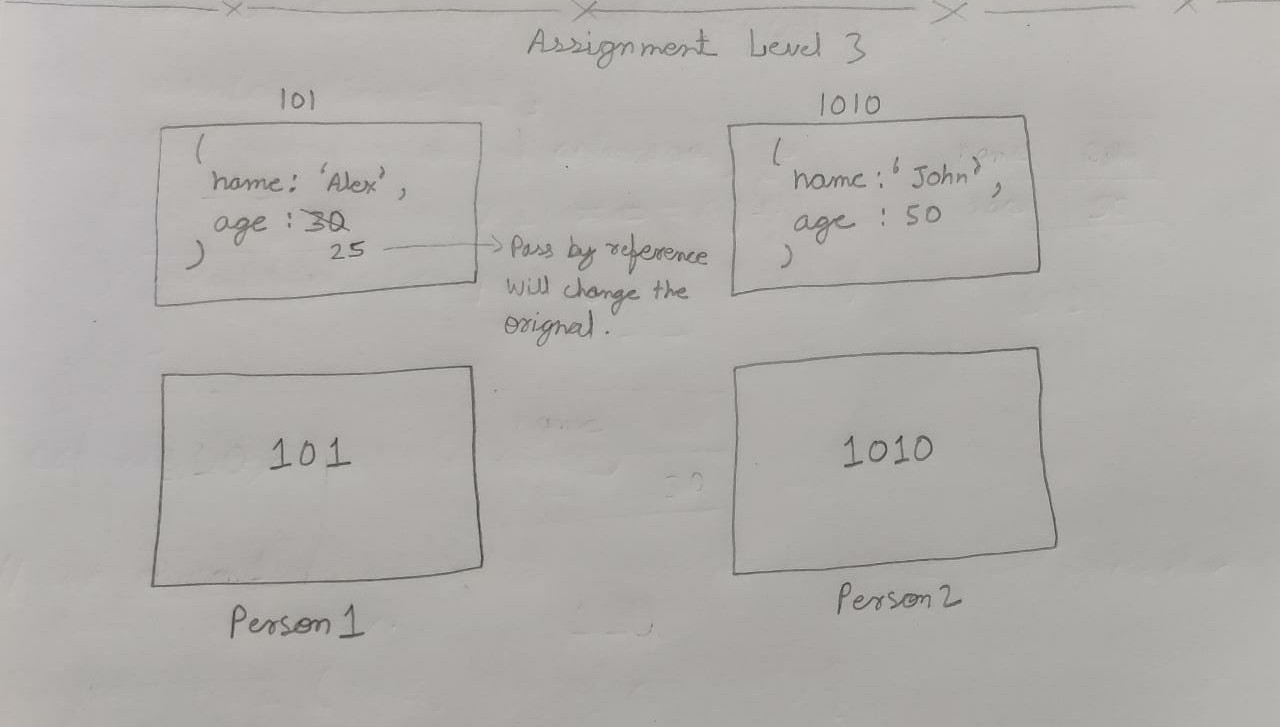 Assignment Level 3
101
{
name: 'Alex',
age : 30
25
}
Pass by reference
will change the
orignal.
1010
{
name: 'John',
age : 50
}
101
Person 1
1010
Person 2